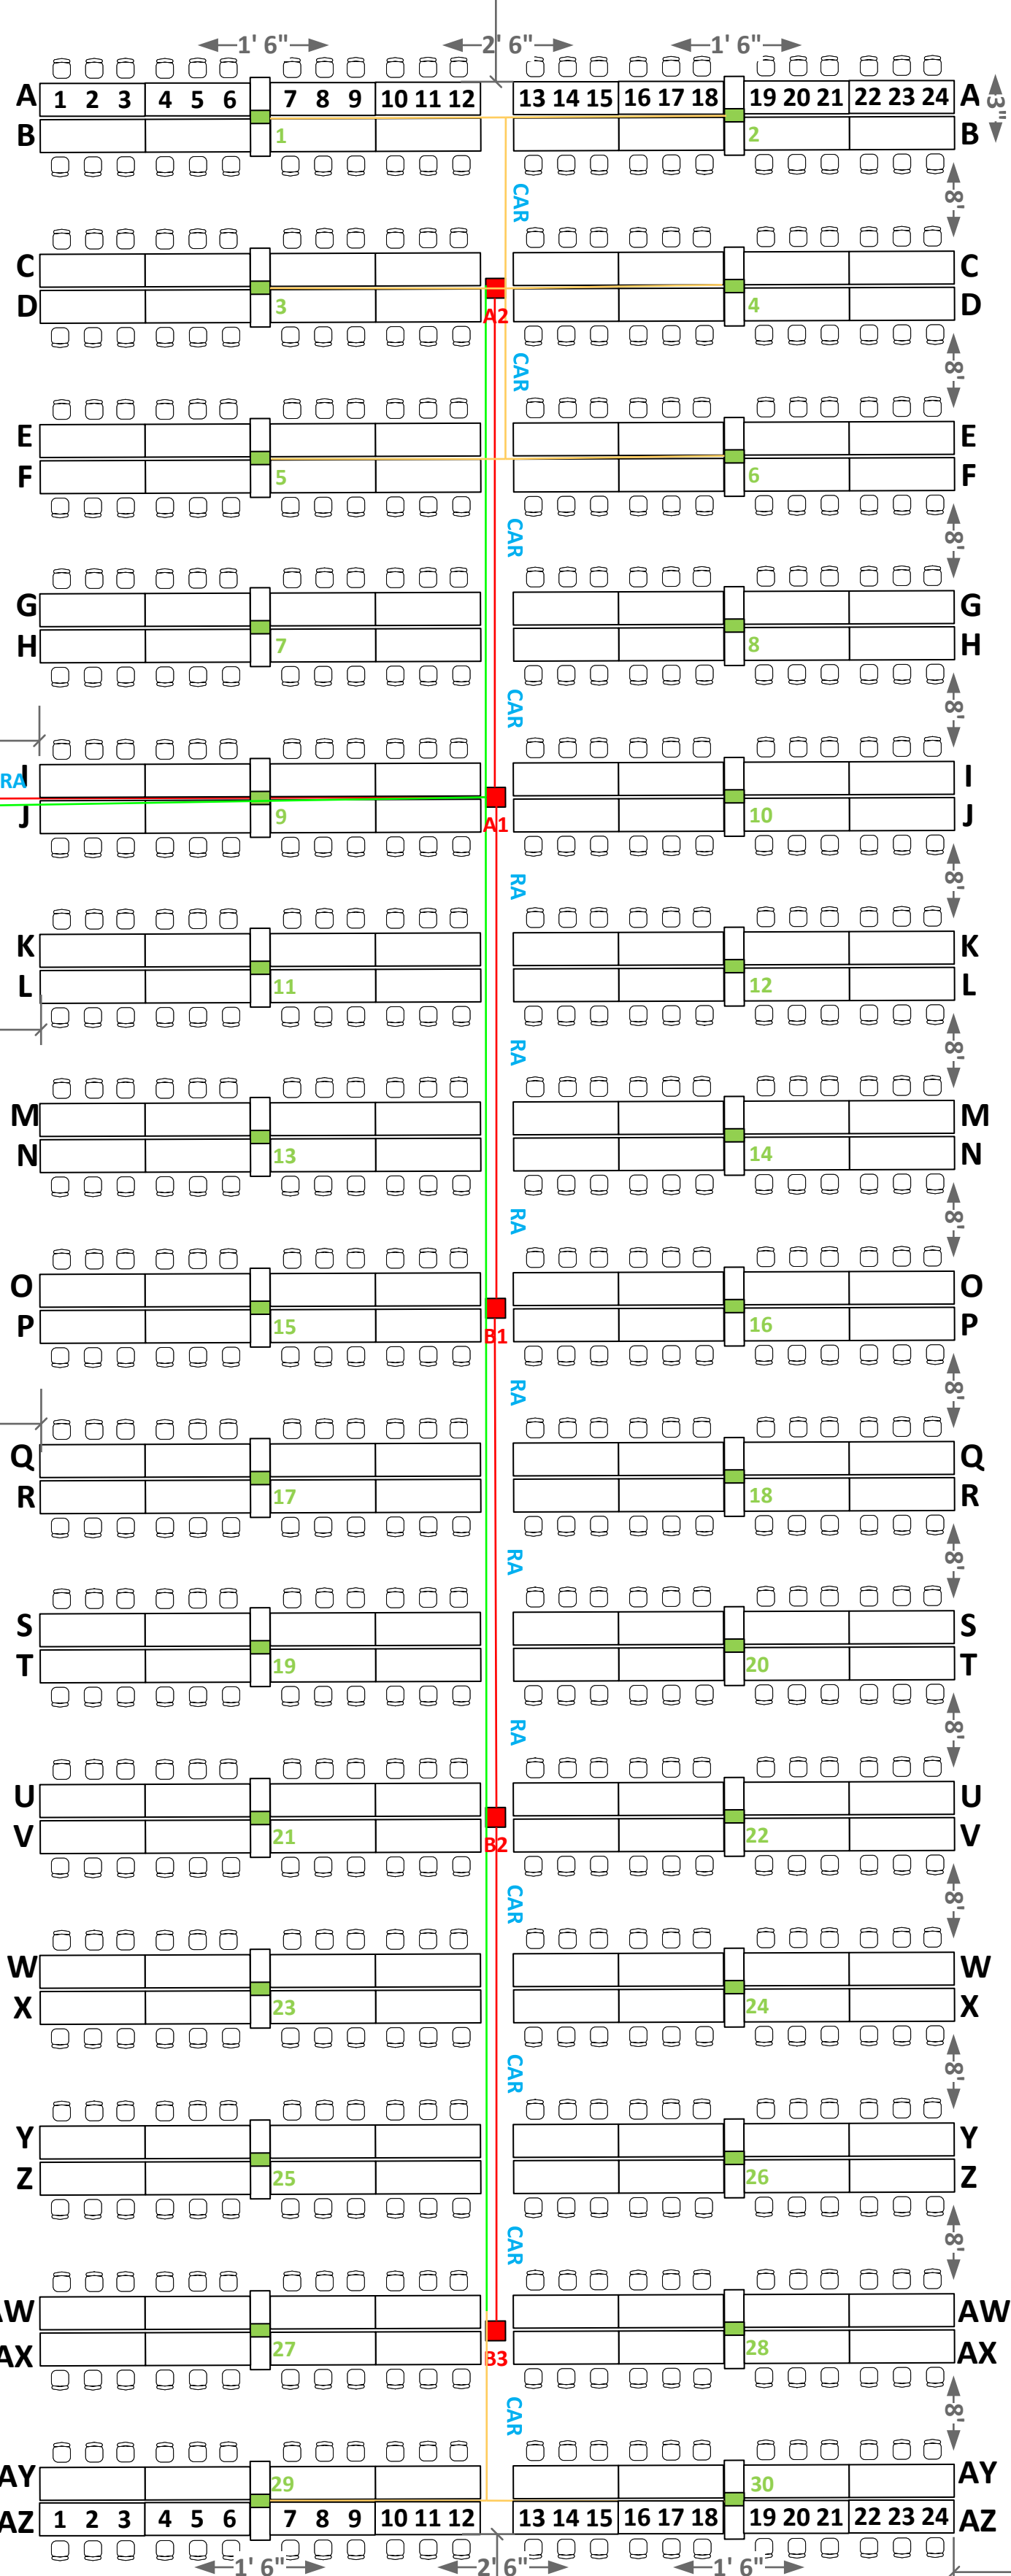 1' 6" 2' 6" 1' 6"
A 1 2 3 4 5 6 7 8 9 10 11 12 13 14 15 16 17 18 19 20 21 22 23 24 A
3"
B 1 2 B
CAR 8'
C C
A2
D 3 4 D
CAR 8'
E E
F 5 6 F
CAR 8'
G G
H 7 8 H
CAR 8'
I I
RA
J 9 A1 10 J
RA 8'
K K
L 11 12 L
RA 8'
M M
N 13 14 N
RA 8'
O O
P 15 B1 16 P
RA 8'
Q Q
R 17 18 R
RA 8'
S S
T 19 20 T
RA 8'
U U
V 21 B2 22 V
CAR 8'
W W
X 23 24 X
CAR 8'
Y Y
Z 25 26 Z
CAR 8'
AW AW
AX 27 B3 28 AX
CAR 8'
AY 29 30 AY
AZ 1 2 3 4 5 6 7 8 9 10 11 12 13 14 15 16 17 18 19 20 21 22 23 24 AZ
1' 6" 2' 6" 1' 6"